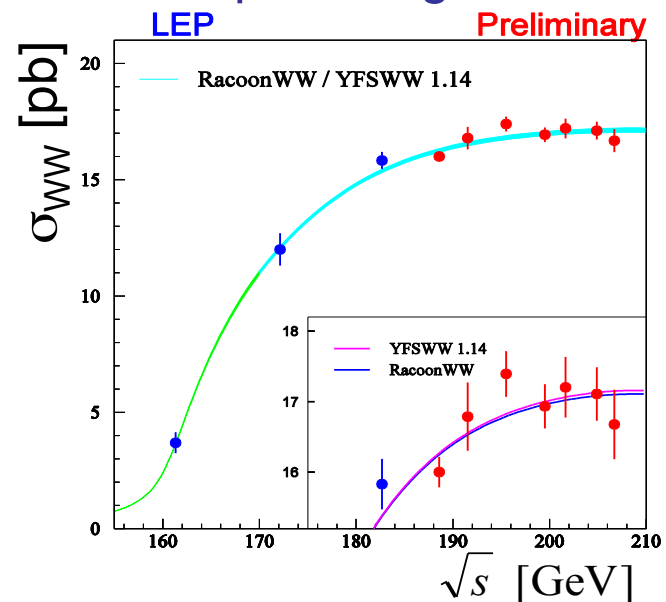 LEP Preliminary
RacoonWW / YFSWW 1.14
σWW [pb]
20
15
10
5
0
18
17
16
YFSWW 1.14
RacoonWW
160 170 180 190 200 210
√s [GeV]